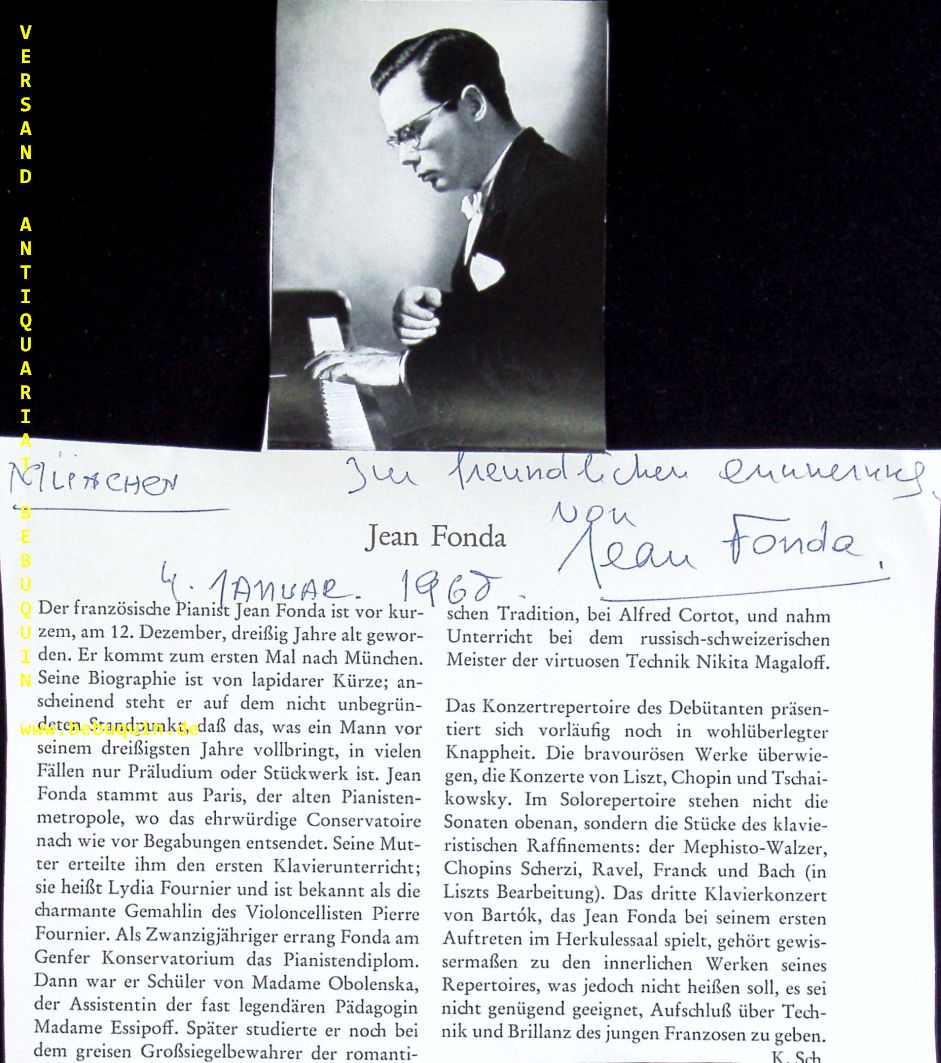 VERSAND ANTIQUARIAT BEBUQUIN
www.bebuquin.de
MÜNCHEN
Zur freundlichen erinnerung,
von
Jean Fonda.
4. JANUAR. 1968.
Jean Fonda
Der französische Pianist Jean Fonda ist vor kur-
zem, am 12. Dezember, dreißig Jahre alt gewor-
den. Er kommt zum ersten Mal nach München.
Seine Biographie ist von lapidarer Kürze; an-
scheinend steht er auf dem nicht unbegrün-
deten Standpunkt, daß das, was ein Mann vor
seinem dreißigsten Jahre vollbringt, in vielen
Fällen nur Präludium oder Stückwerk ist. Jean
Fonda stammt aus Paris, der alten Pianisten-
metropole, wo das ehrwürdige Conservatoire
nach wie vor Begabungen entsendet. Seine Mut-
ter erteilte ihm den ersten Klavierunterricht;
sie heißt Lydia Fournier und ist bekannt als die
charmante Gemahlin des Violoncellisten Pierre
Fournier. Als Zwanzigjähriger errang Fonda am
Genfer Konservatorium das Pianistendiplom.
Dann war er Schüler von Madame Obolenska,
der Assistentin der fast legendären Pädagogin
Madame Essipoff. Später studierte er noch bei
dem greisen Großsiegelbewahrer der romanti-
schen Tradition, bei Alfred Cortot, und nahm
Unterricht bei dem russisch-schweizerischen
Meister der virtuosen Technik Nikita Magaloff.
Das Konzertrepertoire des Debütanten präsen-
tiert sich vorläufig noch in wohlüberlegter
Knappheit. Die bravourösen Werke überwie-
gen, die Konzerte von Liszt, Chopin und Tschai-
kowsky. Im Solorepertoire stehen nicht die
Sonaten obenan, sondern die Stücke des klavie-
ristischen Raffinements: der Mephisto-Walzer,
Chopins Scherzi, Ravel, Franck und Bach (in
Liszts Bearbeitung). Das dritte Klavierkonzert
von Bartók, das Jean Fonda bei seinem ersten
Auftreten im Herkulessaal spielt, gehört gewis-
sermaßen zu den innerlichen Werken seines
Repertoires, was jedoch nicht heißen soll, es sei
nicht genügend geeignet, Aufschluß über Tech-
nik und Brillanz des jungen Franzosen zu geben.
K. Sch.